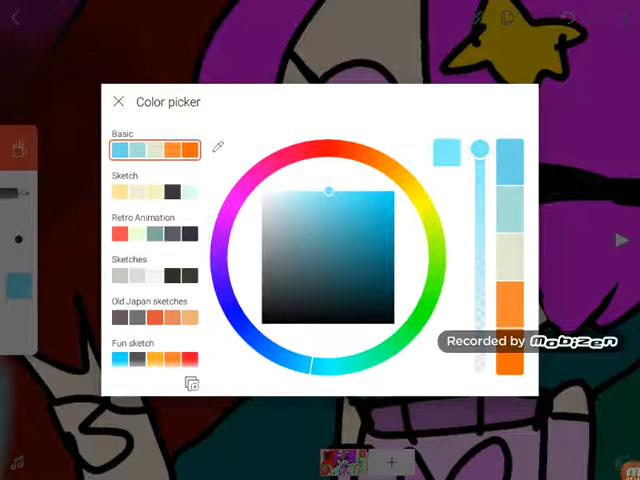 Color picker
Basic
Sketch
Retro Animation
Sketches
Old Japan sketches
Fun sketch
Recorded by Mobizen